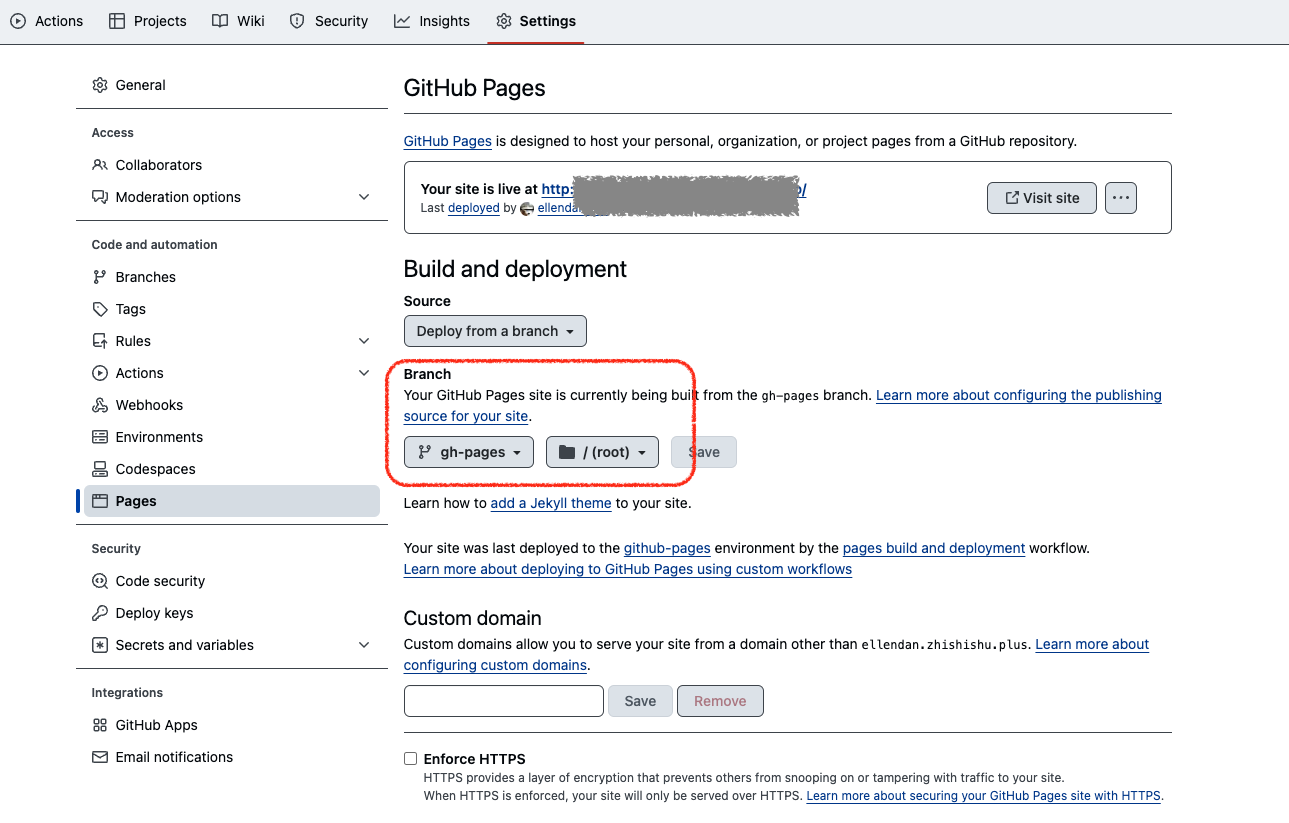 Actions Projects Wiki Security Insights Settings
General
Access
Collaborators
Moderation options
Code and automation
Branches
Tags
Rules
Actions
Webhooks
Environments
Codespaces
Pages
Security
Code security
Deploy keys
Secrets and variables
Integrations
GitHub Apps
Email notifications
GitHub Pages
GitHub Pages is designed to host your personal, organization, or project pages from a GitHub repository.
Your site is live at http:
Last deployed by
Visit site
Build and deployment
Source
Deploy from a branch
Branch
Your GitHub Pages site is currently being built from the gh-pages branch. Learn more about configuring the publishing
source for your site.
gh-pages / (root) Save
Learn how to add a Jekyll theme to your site.
Your site was last deployed to the github-pages environment by the pages build and deployment workflow.
Learn more about deploying to GitHub Pages using custom workflows
Custom domain
Custom domains allow you to serve your site from a domain other than ellendan.zhishishu.plus. Learn more about
configuring custom domains.
Save Remove
Enforce HTTPS
HTTPS provides a layer of encryption that prevents others from snooping on or tampering with traffic to your site.
When HTTPS is enforced, your site will only be served over HTTPS. Learn more about securing your GitHub Pages site with HTTPS.